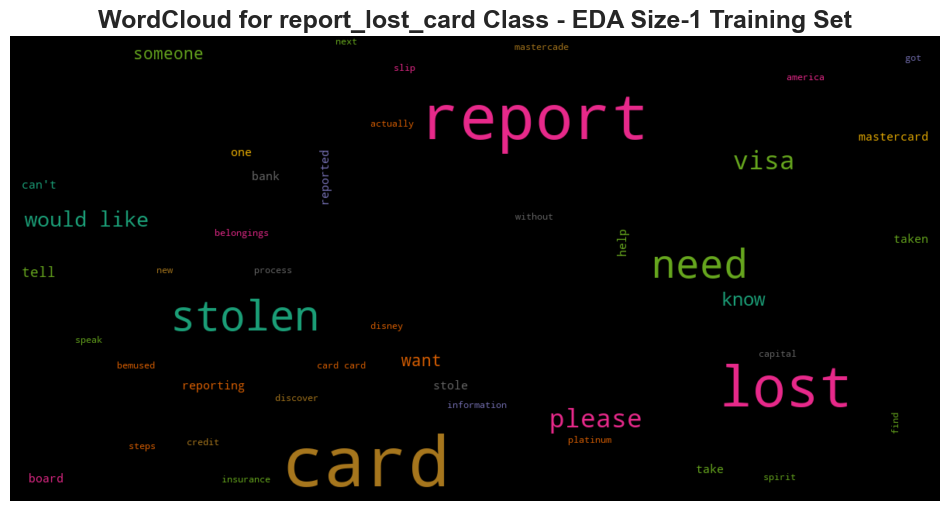 WordCloud for report_lost_card Class - EDA Size-1 Training Set
next
mastercade
someone
got
slip
america
report
actually
mastercard
one
visa
reported
bank
can't
would like
without
belongings
help
taken
tell
new
process
need
know
stolen
disney
speak
capital
bemused
card card
want
reporting
stole
lost
discover
information
please
find
platinum
steps
credit
card
take
board
insurance
spirit